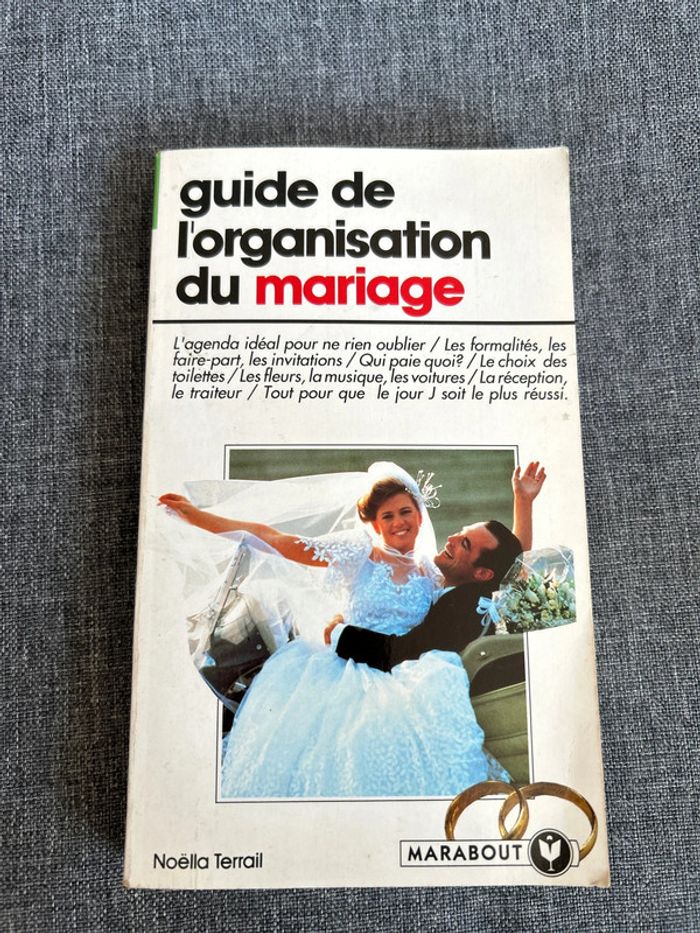 guide de
l'organisation
du mariage
L'agenda idéal pour ne rien oublier / Les formalités, les
faire-part, les invitations / Qui paie quoi? / Le choix des
toilettes / Les fleurs, la musique, les voitures / La réception,
le traiteur / Tout pour que le jour J soit le plus réussi.
Noëlla Terrail
MARABOUT